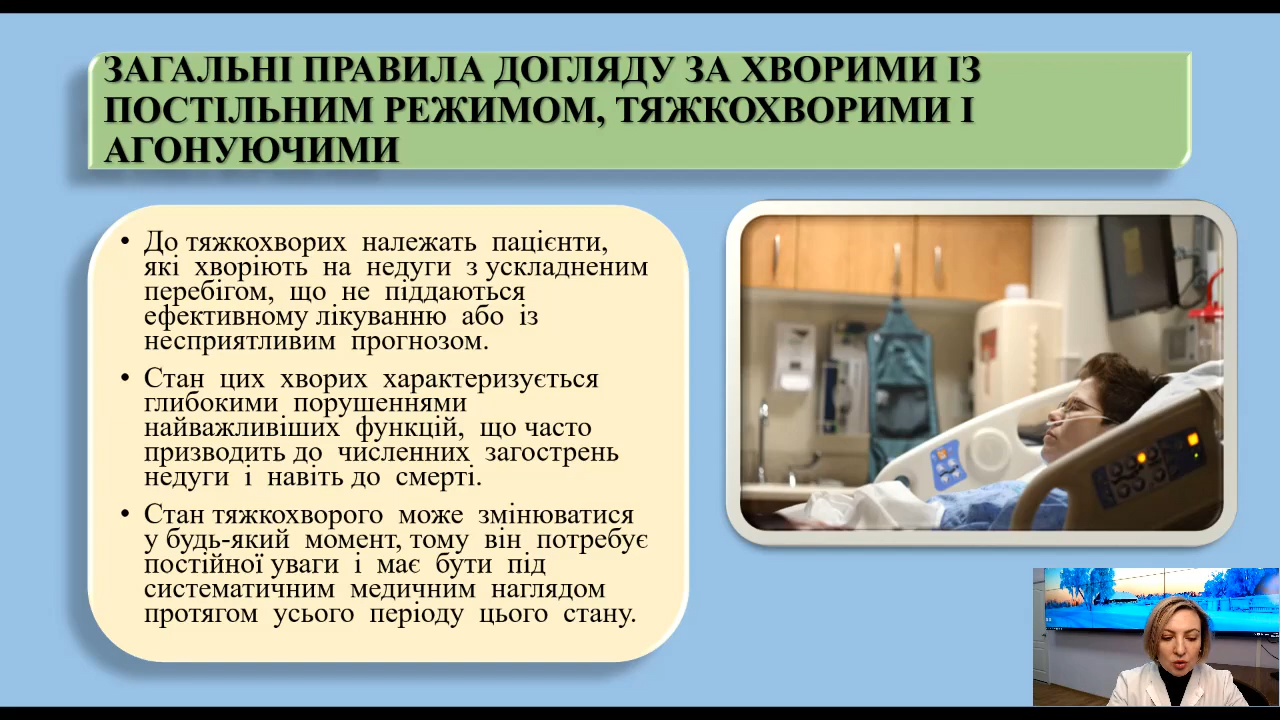 ЗАГАЛЬНІ ПРАВИЛА ДОГЛЯДУ ЗА ХВОРИМИ ІЗ
ПОСТІЛЬНИМ РЕЖИМОМ, ТЯЖКОХВОРИМИ І
АГОНУЮЧИМИ
• До тяжкохворих належать пацієнти,
які хворіють на недуги з ускладненим
перебігом, що не піддаються
ефективному лікуванню або із
несприятливим прогнозом.
• Стан цих хворих характеризується
глибокими порушеннями
найважливіших функцій, що часто
призводить до численних загострень
недуги і навіть до смерті.
• Стан тяжкохворого може змінюватися
у будь-який момент, тому він потребує
постійної уваги і має бути під
систематичним медичним наглядом
протягом усього періоду цього стану.